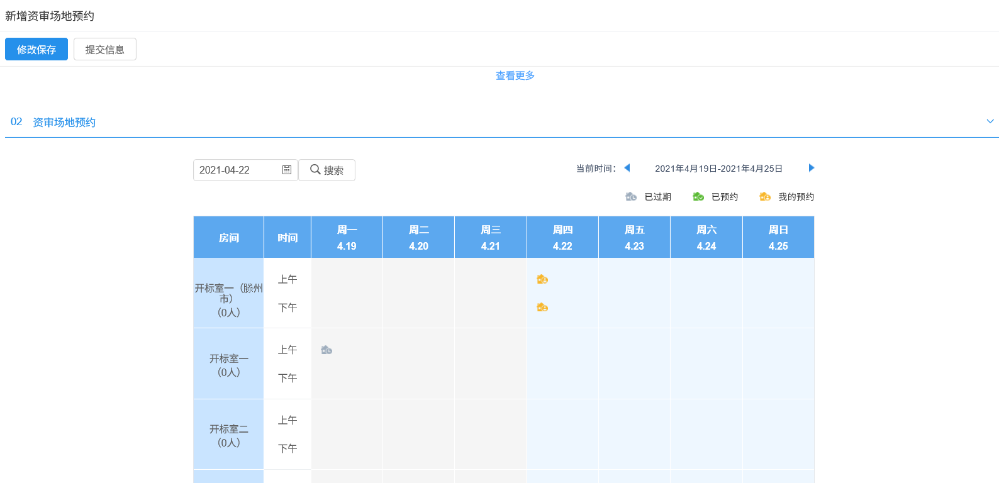 新增资审场地预约
修改保存 提交信息
查看更多
02 资审场地预约
2021-04-22 搜索 当前时间： 2021年4月19日-2021年4月25日
已过期 已预约 我的预约
房间 时间 周一 周二 周三 周四 周五 周六 周日
4.19 4.20 4.21 4.22 4.23 4.24 4.25
上午
开标室一（滕州
市）
（0人）
下午
上午
开标室一
（0人）
下午
上午
开标室二
（0人）
下午